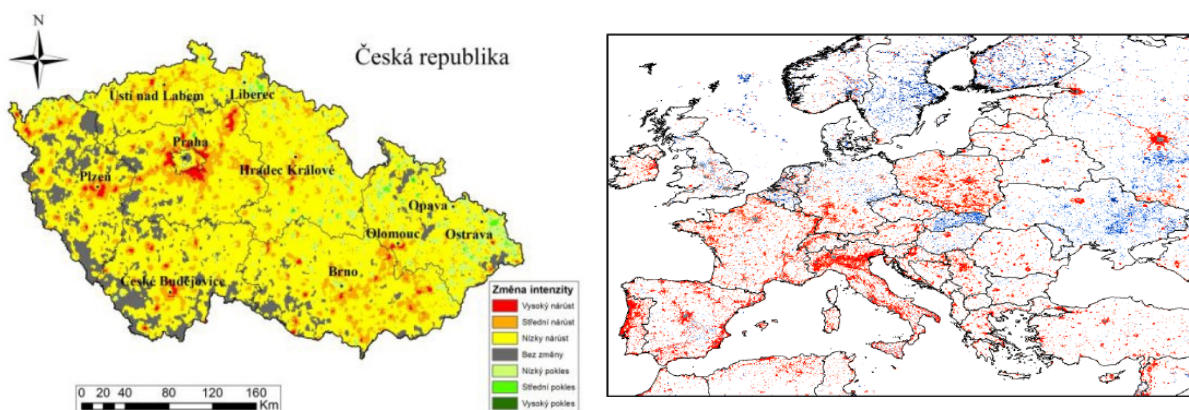 N
Česká republika
Ústí nad Labem
Liberec
Praha
Hradec Králové
Plzeň
Opava
Olomouc
Ostrava
České Budějovice
Brno
Změna intenzity
Vysoký nárůst
Střední nárůst
Nízky nárůst
Bez změny
Nízký pokles
Střední pokles
Vysoký pokles
0 20 40 80 120 160
Km